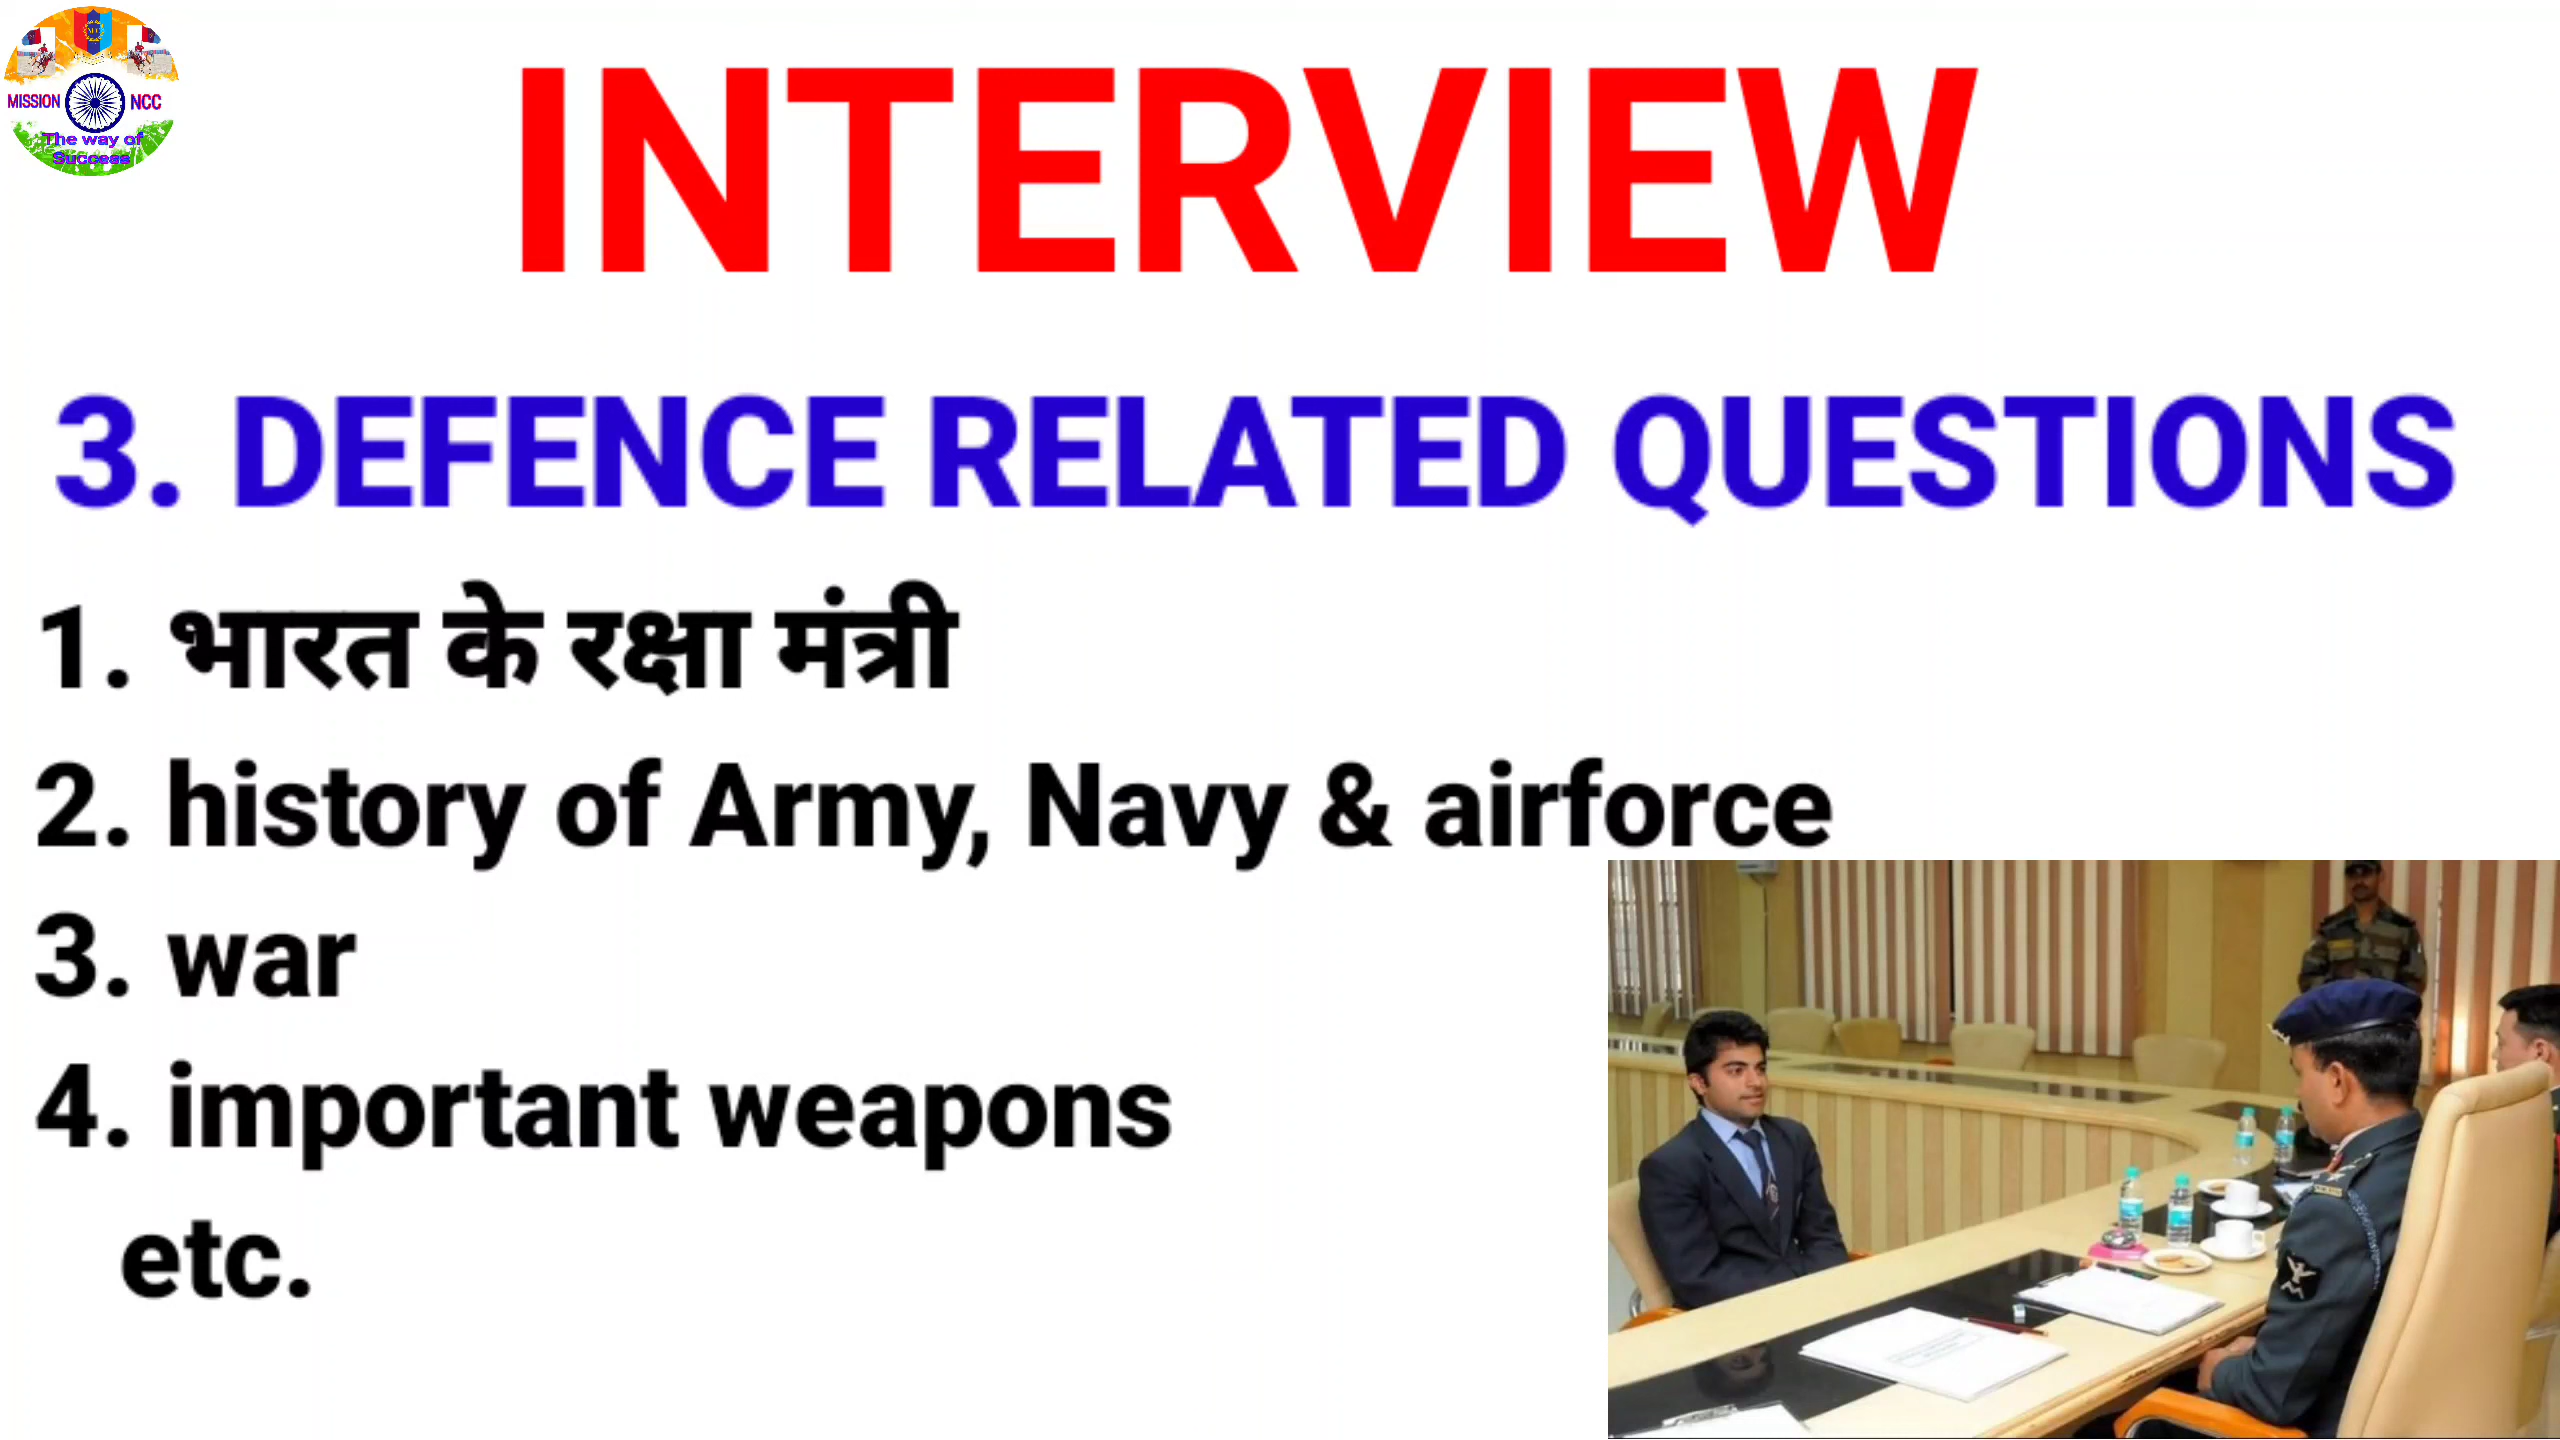 MISSION NCC
The way of
Success
INTERVIEW
3. DEFENCE RELATED QUESTIONS
1. भारत के रक्षा मंत्री
2. history of Army, Navy & airforce
3. war
4. important weapons
etc.